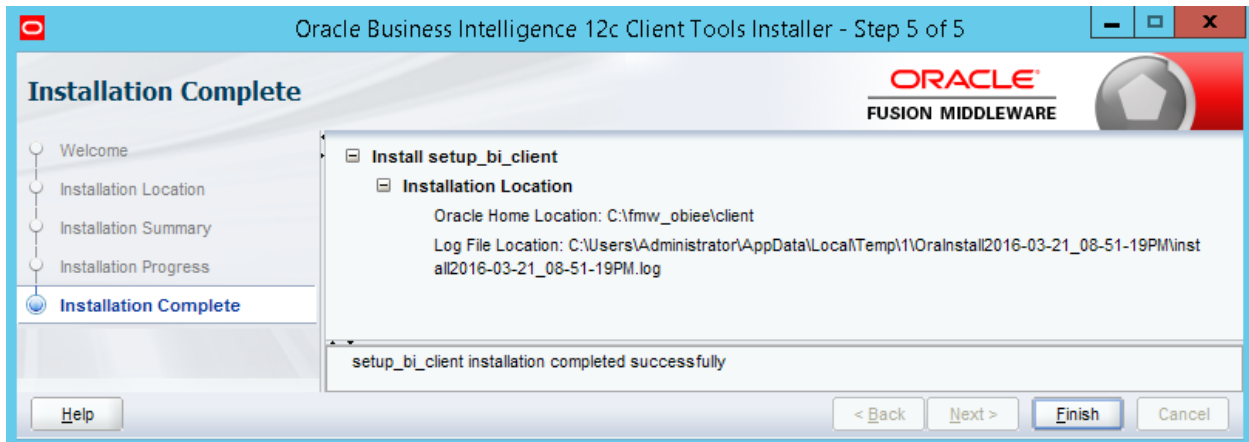 Oracle Business Intelligence 12c Client Tools Installer - Step 5 of 5
Installation Complete
ORACLE
FUSION MIDDLEWARE
Welcome
Installation Location
Installation Summary
Installation Progress
Installation Complete
Install setup_bi_client
Installation Location
Oracle Home Location: C:\fmw_obiee\client
Log File Location: C:\Users\Administrator\AppData\Local\Temp\1\OraInstall2016-03-21_08-51-19PM\inst
all2016-03-21_08-51-19PM.log
setup_bi_client installation completed successfully
Help
< Back
Next >
Finish
Cancel